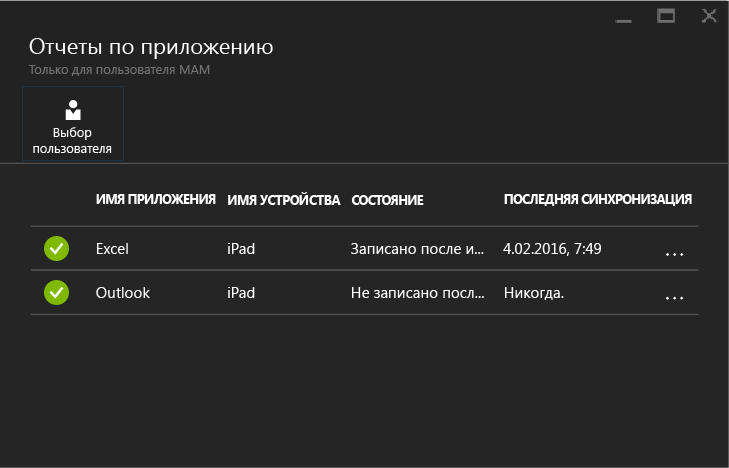 Отчеты по приложению
Только для пользователя MAM
Выбор
пользователя
ИМЯ ПРИЛОЖЕНИЯ ИМЯ УСТРОЙСТВА СОСТОЯНИЕ ПОСЛЕДНЯЯ СИНХРОНИЗАЦИЯ
Excel iPad Записано после и... 4.02.2016, 7:49 ...
Outlook iPad Не записано посл... Никогда. ...